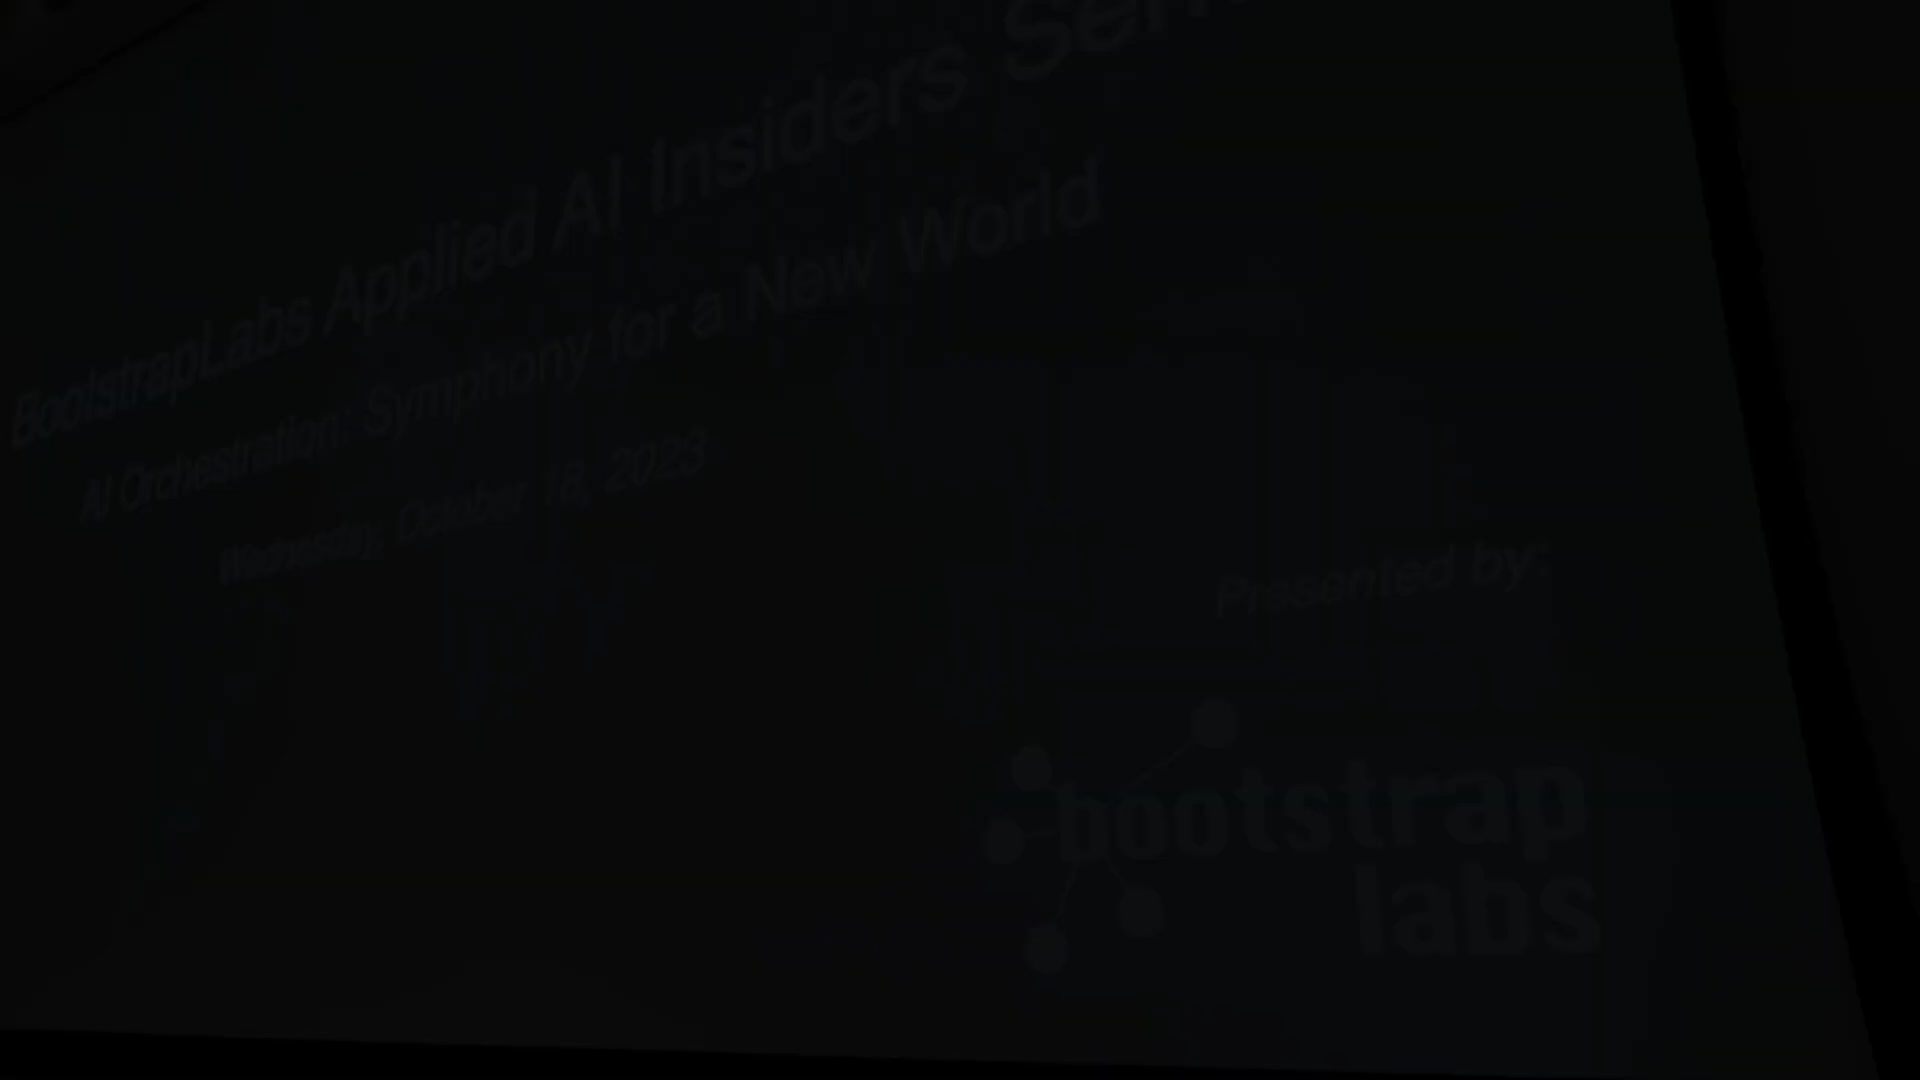 BootstrapLabs Applied AI Insiders
AI Orchestration: Symphony for a New World
Wednesday, October 18, 2023
Presented by:
bootstrap
labs